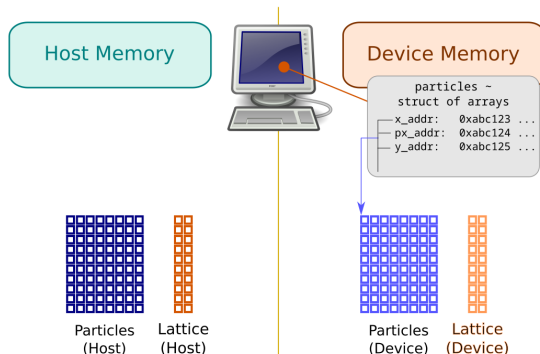 Host Memory
Device Memory
particles ~
struct of arrays
x_addr: 0xabc123 ...
px_addr: 0xabc124 ...
y_addr: 0xabc125 ...
Particles
(Host)
Lattice
(Host)
Particles
(Device)
Lattice
(Device)